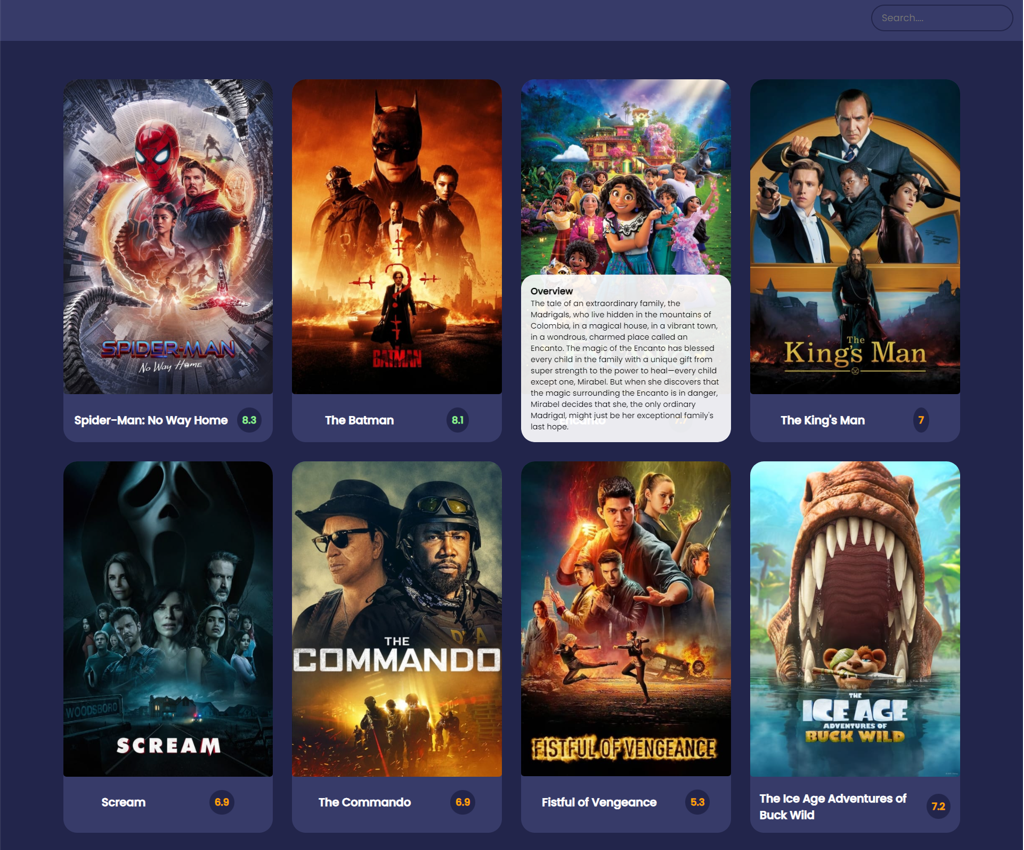 Search....
SPIDER-MAN
No Way Home
THE
BATMAN
The
King's Man
Spider-Man: No Way Home
8.3
The Batman
8.1
Overview
The tale of an extraordinary family, the
Madrigals, who live hidden in the mountains of
Colombia, in a magical house, in a vibrant town,
in a wondrous, charmed place called an
Encanto. The magic of the Encanto has blessed
every child in the family with a unique gift from
super strength to the power to heal—every child
except one, Mirabel. But when she discovers that
the magic surrounding the Encanto is in danger,
Mirabel decides that she, the only ordinary
Madrigal, might just be her exceptional family's
last hope.
The King's Man
7
WOODSBORO
SCREAM
THE
COMMANDO
FISTFUL OF VENGEANCE
THE
ICE AGE
ADVENTURES OF
BUCK WILD
Scream
6.9
The Commando
6.9
Fistful of Vengeance
5.3
The Ice Age Adventures of
Buck Wild
7.2